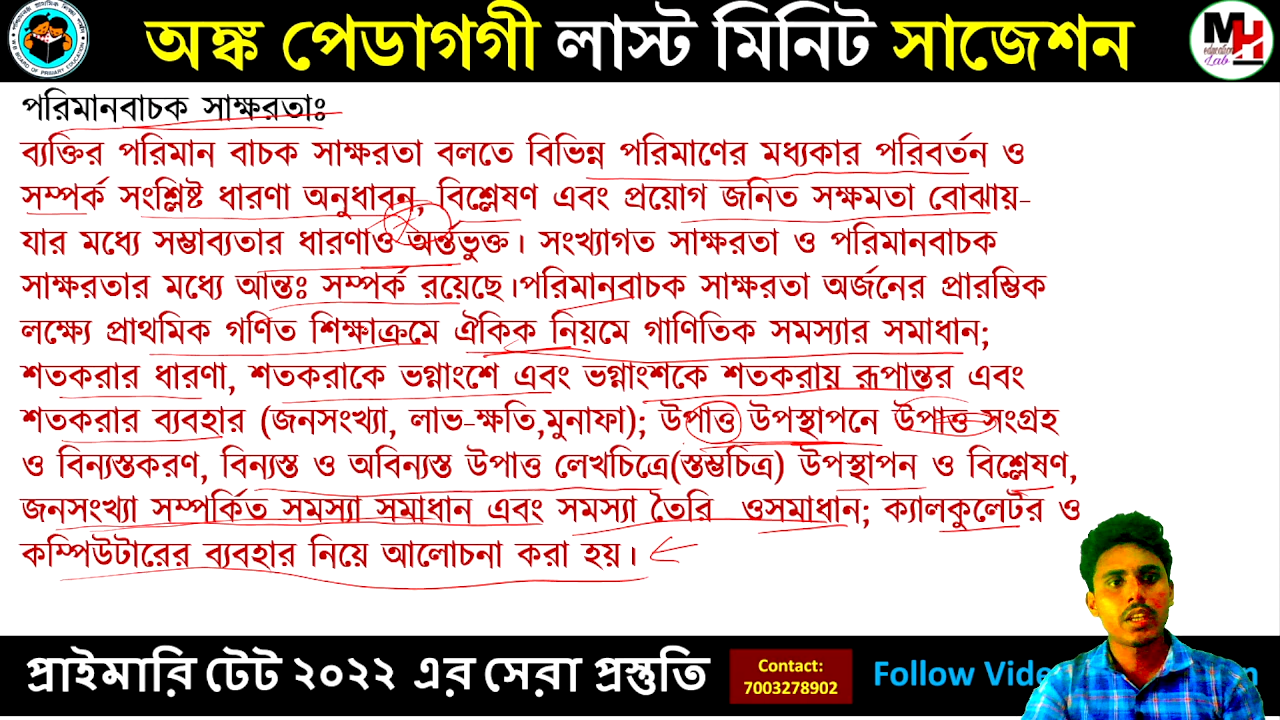 অঙ্ক পেডাগগী লাস্ট মিনিট সাজেশন
MH
education
Lab
পরিমানবাচক সাক্ষরতাঃ
ব্যক্তির পরিমান বাচক সাক্ষরতা বলতে বিভিন্ন পরিমাণের মধ্যকার পরিবর্তন ও
সম্পর্ক সংশ্লিষ্ট ধারণা অনুধাবন, বিশ্লেষণ এবং প্রয়োগ জনিত সক্ষমতা বোঝায়-
যার মধ্যে সম্ভাব্যতার ধারণাও অর্ন্তভুক্ত। সংখ্যাগত সাক্ষরতা ও পরিমানবাচক
সাক্ষরতার মধ্যে আন্তঃ সম্পর্ক রয়েছে।পরিমানবাচক সাক্ষরতা অর্জনের প্রারম্ভিক
লক্ষ্যে প্রাথমিক গণিত শিক্ষাক্রমে ঐকিক নিয়মে গাণিতিক সমস্যার সমাধান;
শতকরার ধারণা, শতকরাকে ভগ্নাংশে এবং ভগ্নাংশকে শতকরায় রূপান্তর এবং
শতকরার ব্যবহার (জনসংখ্যা, লাভ-ক্ষতি,মুনাফা); উপাত্ত উপস্থাপনে উপাত্ত সংগ্রহ
ও বিন্যস্তকরণ, বিন্যস্ত ও অবিন্যস্ত উপাত্ত লেখচিত্রে(স্তম্ভচিত্র) উপস্থাপন ও বিশ্লেষণ,
জনসংখ্যা সম্পর্কিত সমস্যা সমাধান এবং সমস্যা তৈরি ওসমাধান; ক্যালকুলেটর ও
কম্পিউটারের ব্যবহার নিয়ে আলোচনা করা হয়।
প্রাইমারি টেট ২০২২ এর সেরা প্রস্তুতি
Contact:
7003278902
Follow